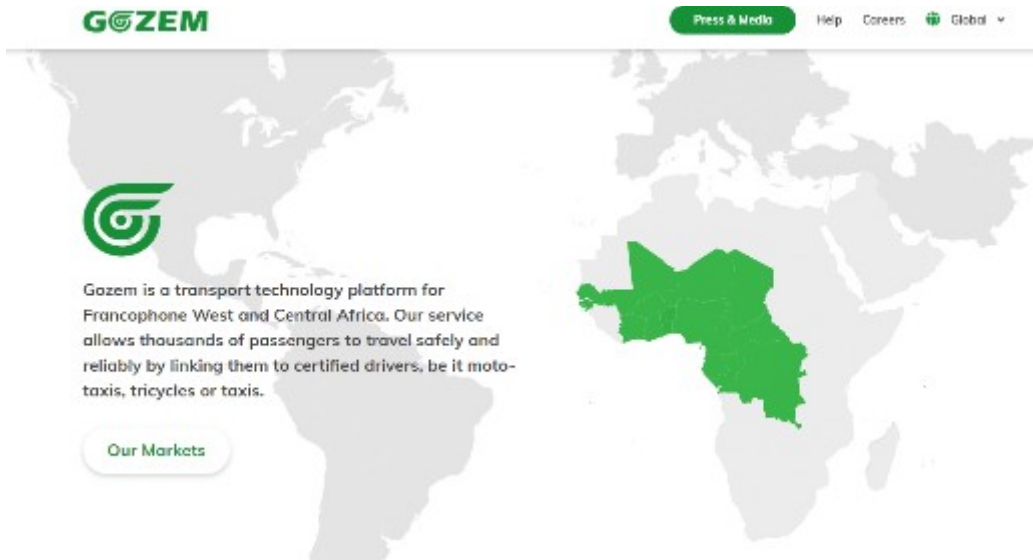 GOZEM
Press & Media Help Careers Global
Gozem is a transport technology platform for
Francophone West and Central Africa. Our service
allows thousands of passengers to travel safely and
reliably by linking them to certified drivers, be it moto-
taxis, tricycles or taxis.
Our Markets